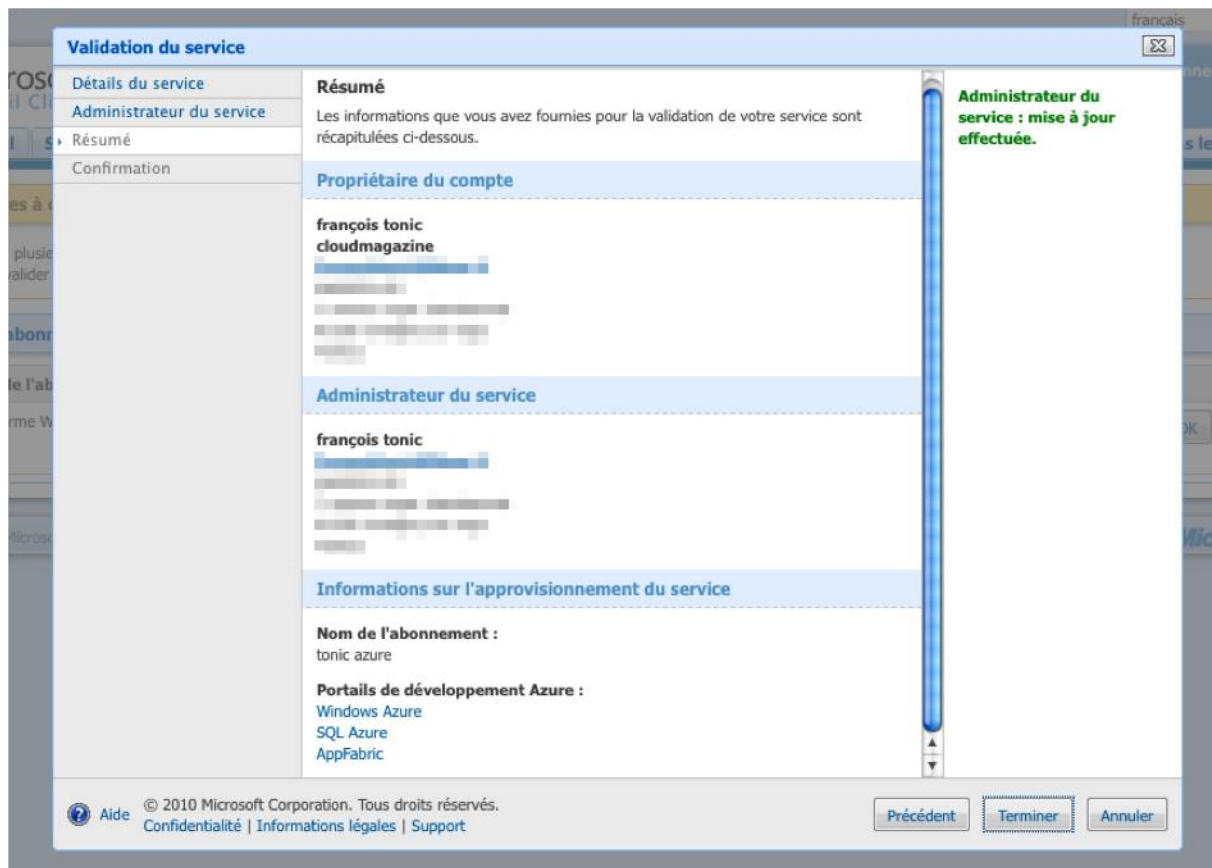 français
Validation du service
Détails du service
Administrateur du service
Résumé
Confirmation
Résumé
Les informations que vous avez fournies pour la validation de votre service sont
récapitulées ci-dessous.
Propriétaire du compte
françois tonic
cloudmagazine
Administrateur du service
françois tonic
Informations sur l'approvisionnement du service
Nom de l'abonnement :
tonic azure
Portails de développement Azure :
Windows Azure
SQL Azure
AppFabric
Administrateur du
service : mise à jour
effectuée.
Aide
© 2010 Microsoft Corporation. Tous droits réservés.
Confidentialité | Informations légales | Support
Précédent
Terminer
Annuler